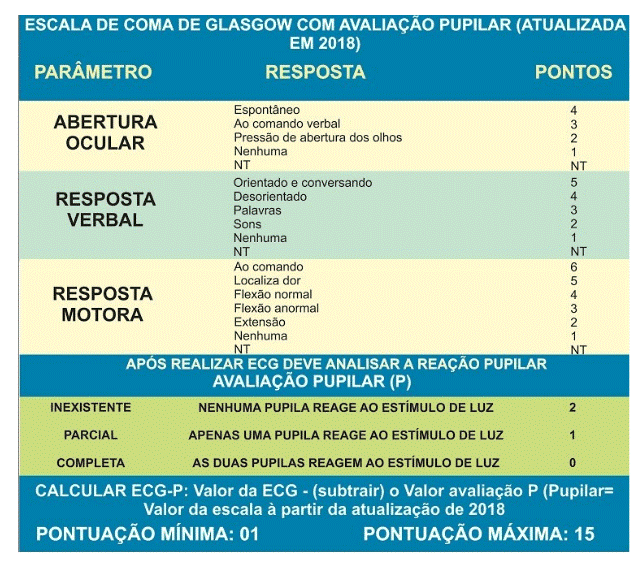 ESCALA DE COMA DE GLASGOW COM AVALIAÇÃO PUPILAR (ATUALIZADA
EM 2018)
PARÂMETRO RESPOSTA PONTOS
ABERTURA
OCULAR
Espontâneo 4
Ao comando verbal 3
Pressão de abertura dos olhos 2
Nenhuma 1
NT NT
RESPOSTA
VERBAL
Orientado e conversando 5
Desorientado 4
Palavras 3
Sons 2
Nenhuma 1
NT NT
RESPOSTA
MOTORA
Ao comando 6
Localiza dor 5
Flexão normal 4
Flexão anormal 3
Extensão 2
Nenhuma 1
NT NT
APÓS REALIZAR ECG DEVE ANALISAR A REAÇÃO PUPILAR
AVALIAÇÃO PUPILAR (P)
INEXISTENTE NENHUMA PUPILA REAGE AO ESTÍMULO DE LUZ 2
PARCIAL APENAS UMA PUPILA REAGE AO ESTÍMULO DE LUZ 1
COMPLETA AS DUAS PUPILAS REAGEM AO ESTÍMULO DE LUZ 0
CALCULAR ECG-P: Valor da ECG - (subtrair) o Valor avaliação P (Pupilar=
Valor da escala à partir da atualização de 2018
PONTUAÇÃO MÍNIMA: 01 PONTUAÇÃO MÁXIMA: 15